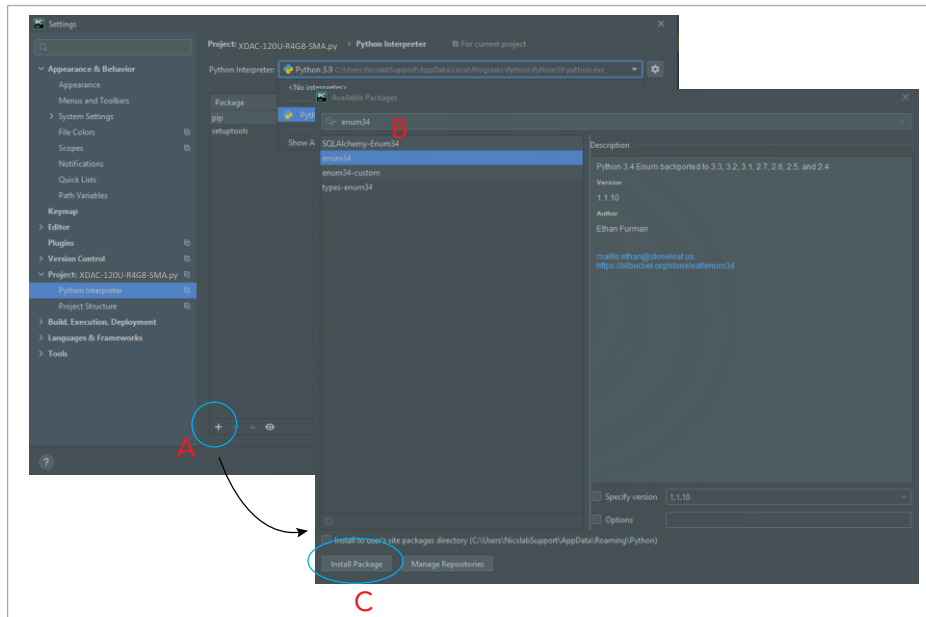 PC Settings
Project: XDAC-120U-R4G8-SMA.py > Python Interpreter For current project
Appearance & Behavior
Appearance
Menus and Toolbars
System Settings
File Colors
Scopes
Notifications
Quick Lists
Path Variables
Keymap
Editor
Plugins
Version Control
Project: XDAC-120U-R4G8-SMA.py
Python Interpreter
Project Structure
Build, Execution, Deployment
Languages & Frameworks
Tools
?
Python Interpreter: Python 3.9 C:\Users\NicslabSupport\AppData\Local\Programs\Python\Python39\python.exe
<No interpreter>
Pyth
Show A
Package
pip
setuptools
+ -
A
PC Available Packages
enum34
B
SQLAlchemy-Enum34
enum34
enum34-custom
types-enum34
Description
Python 3.4 Enum backported to 3.3, 3.2, 3.1, 2.7, 2.6, 2.5, and 2.4
Version
1.1.10
Author
Ethan Furman
mailto:ethan@stoneleaf.us
https://bitbucket.org/stoneleaf/enum34
Specify version 1.1.10
Options
Install to user's site packages directory (C:\Users\NicslabSupport\AppData\Roaming\Python)
Install Package Manage Repositories
C